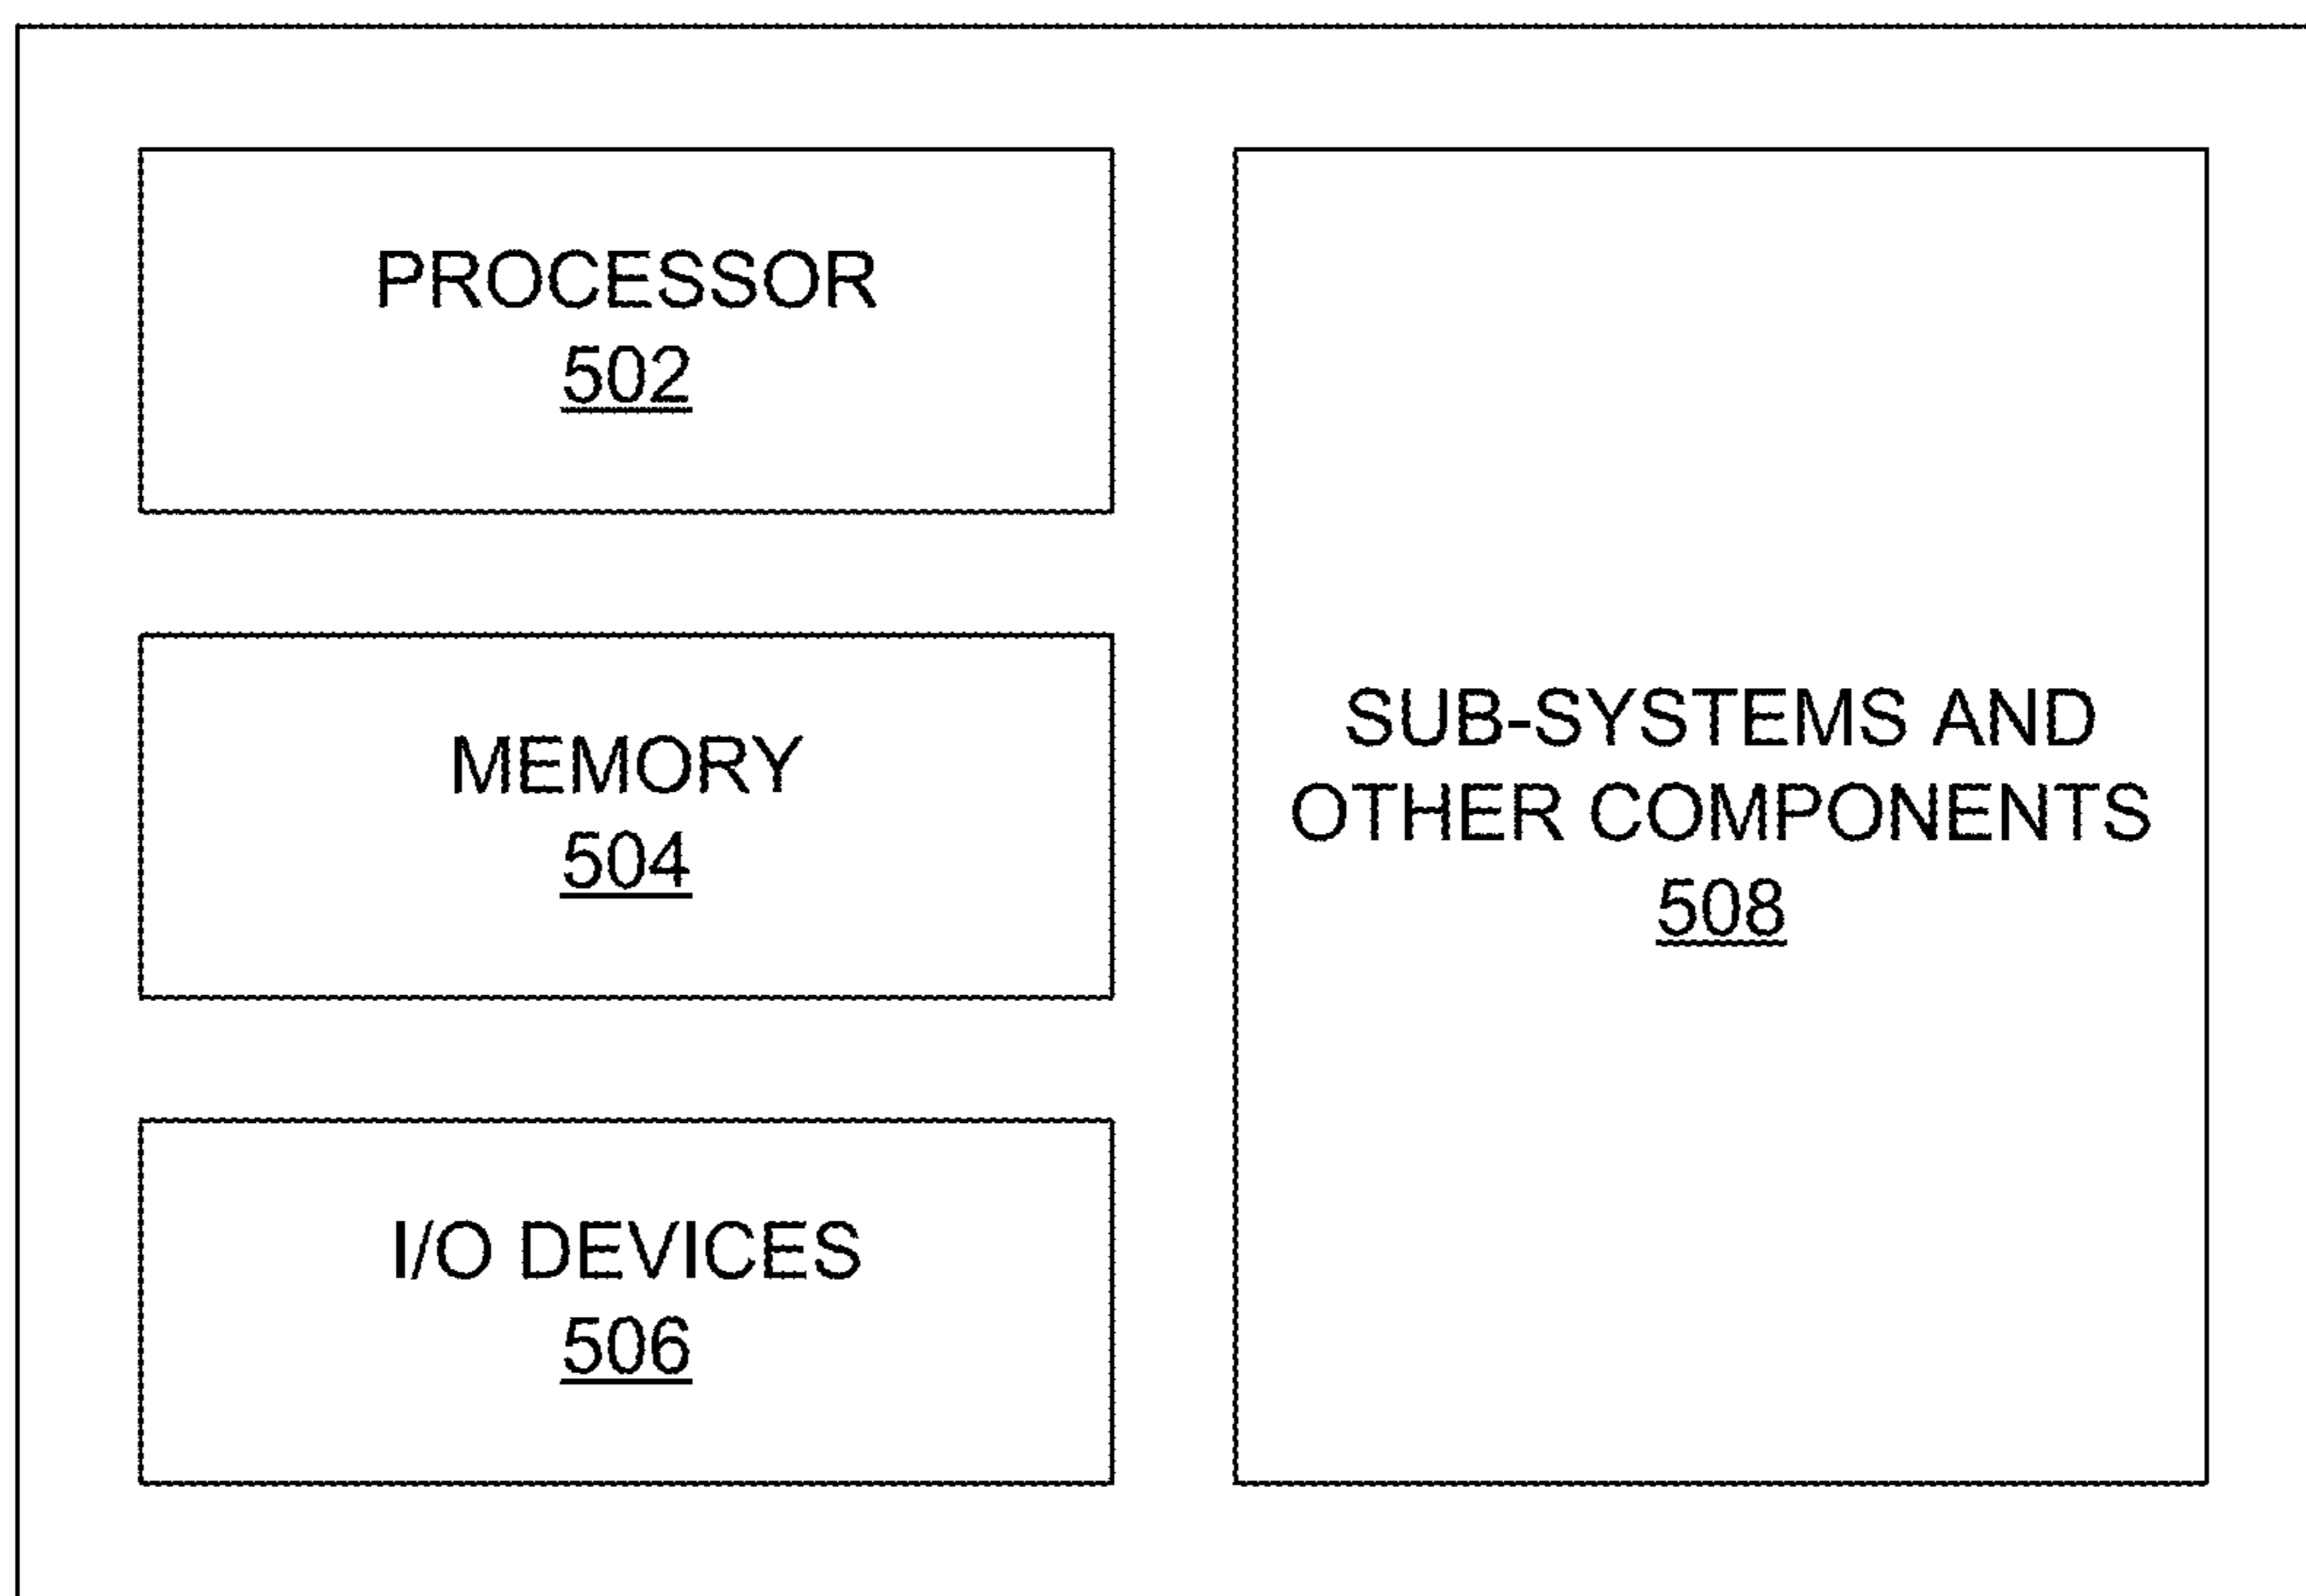 PROCESSOR
502
MEMORY
504
I/O DEVICES
506
SUB-SYSTEMS AND
OTHER COMPONENTS
508